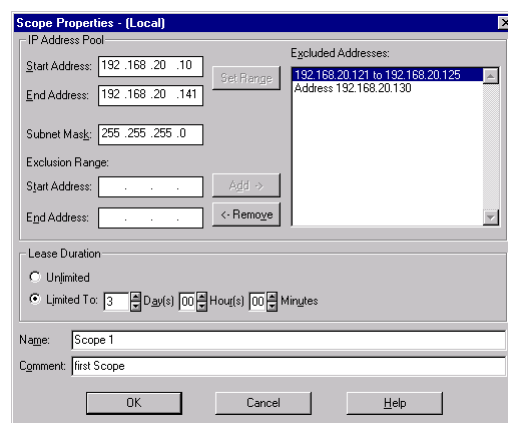 Scope Properties - (Local)
IP Address Pool
Start Address: 192 .168 .20 .10
Set Range
End Address: 192 .168 .20 .141
Subnet Mask: 255 .255 .255 .0
Exclusion Range:
Start Address: . . .
Add ->
End Address: . . .
<- Remove
Excluded Addresses:
192.168.20.121 to 192.168.20.125
Address 192.168.20.130
Lease Duration
Unlimited
Limited To: 3 Day(s) 00 Hour(s) 00 Minutes
Name: Scope 1
Comment: first Scope
OK Cancel Help